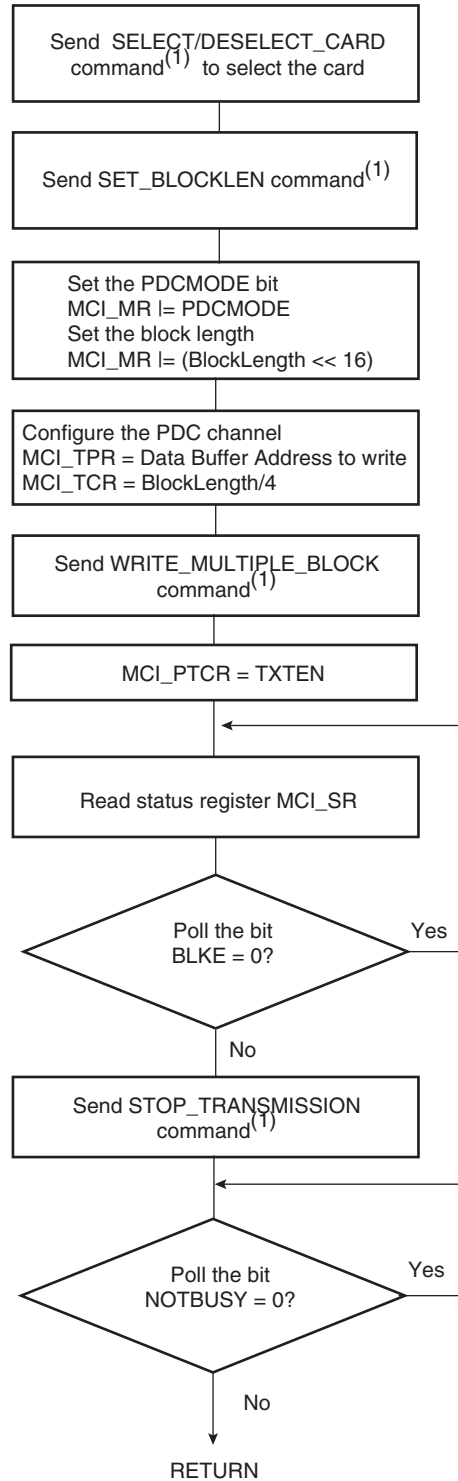 Send SELECT/DESELECT_CARD
command(1) to select the card
Send SET_BLOCKLEN command(1)
Set the PDCMODE bit
MCI_MR |= PDCMODE
Set the block length
MCI_MR |= (BlockLength << 16)
Configure the PDC channel
MCI_TPR = Data Buffer Address to write
MCI_TCR = BlockLength/4
Send WRITE_MULTIPLE_BLOCK
command(1)
MCI_PTCR = TXTEN
Read status register MCI_SR
Poll the bit
BLKE = 0?
Yes
No
Send STOP_TRANSMISSION
command(1)
Poll the bit
NOTBUSY = 0?
Yes
No
RETURN